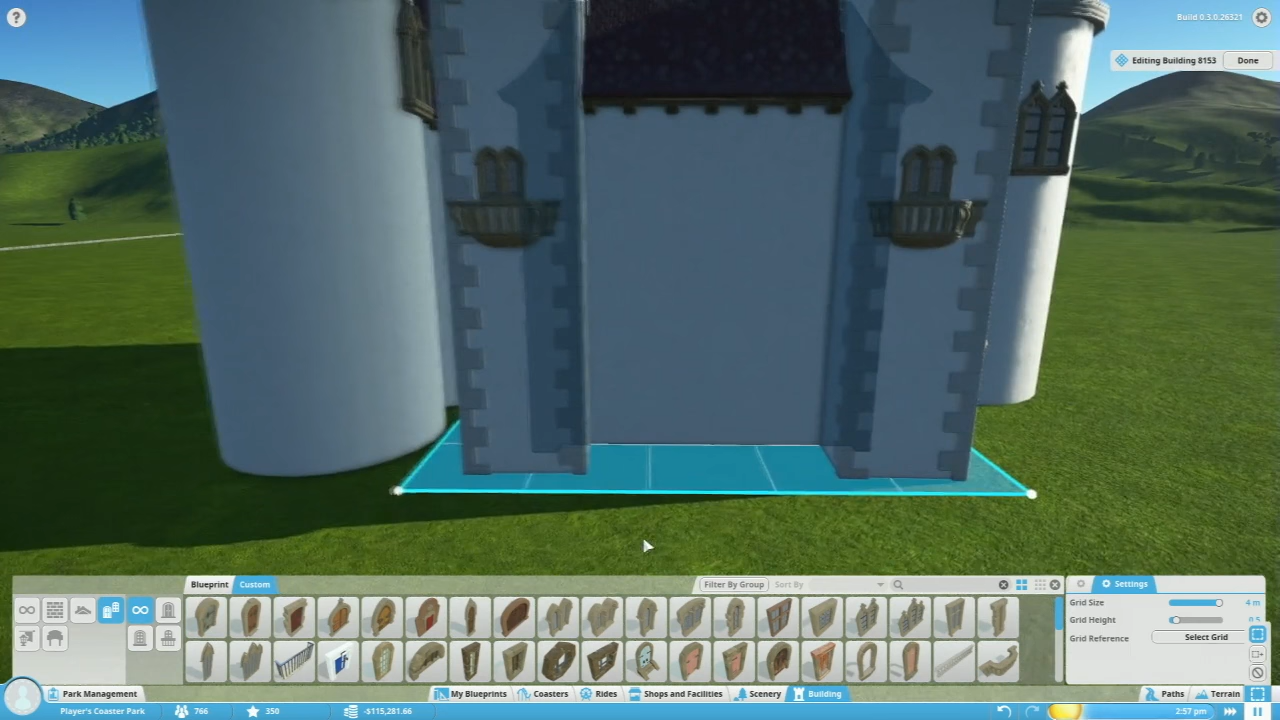 ?
Build 0.3.0.26321
Editing Building 8153
Done
Blueprint
Custom
Filter By Group
Sort By
Settings
Grid Size
4 m
Grid Height
0.5
Grid Reference
Select Grid
Park Management
My Blueprints
Coasters
Rides
Shops and Facilities
Scenery
Building
Paths
Terrain
Player's Coaster Park
766
350
-$115,281.66
2:57 pm